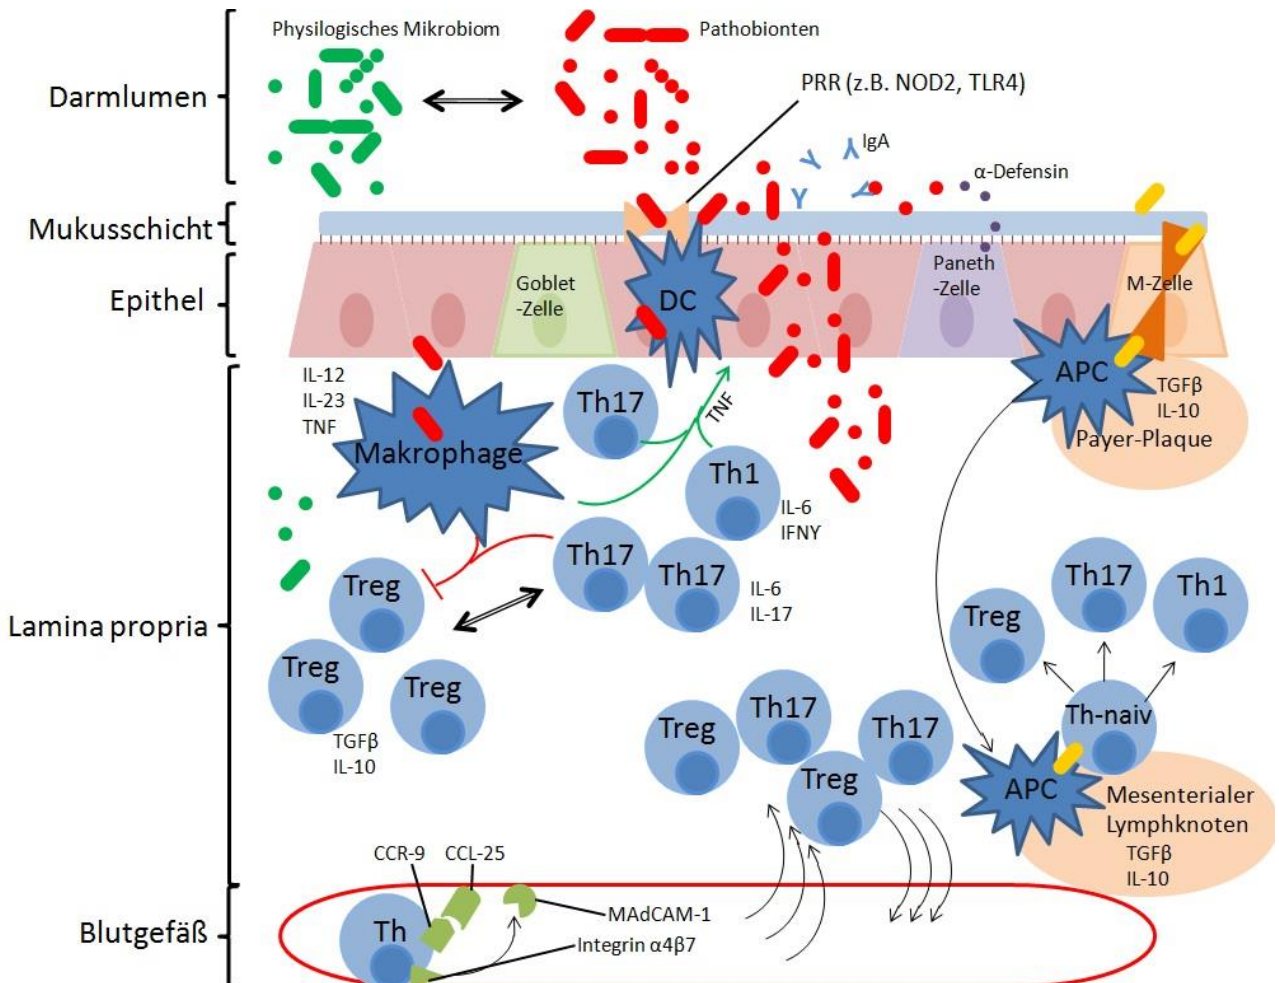 Physilogisches Mikrobiom
Pathobionten
Darmlumen
PRR (z.B. NOD2, TLR4)
IgA
α-Defensin
Mukusschicht
Epithel
Goblet
-Zelle
DC
Paneth
-Zelle
M-Zelle
IL-12
IL-23
TNF
Makrophage
Th17
TNF
Th1
IL-6
IFNY
APC
TGFβ
IL-10
Payer-Plaque
Treg
Th17
Th17
IL-6
IL-17
Lamina propria
Treg
Treg
TGFβ
IL-10
Treg
Th17
Th1
Th-naiv
Treg
Th17
Th17
Treg
APC
Mesenterialer
Lymphknoten
TGFβ
IL-10
CCR-9
CCL-25
MAdCAM-1
Blutgefäß
Th
Integrin α4β7